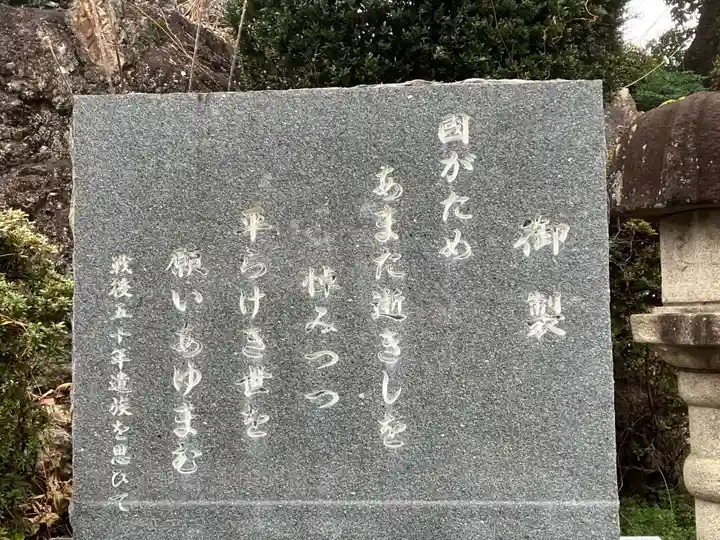 御製
國がため
あまた逝きしを
悼みつつ
平らけき世を
願いあゆまむ
戦後五十年遺族を思ひて